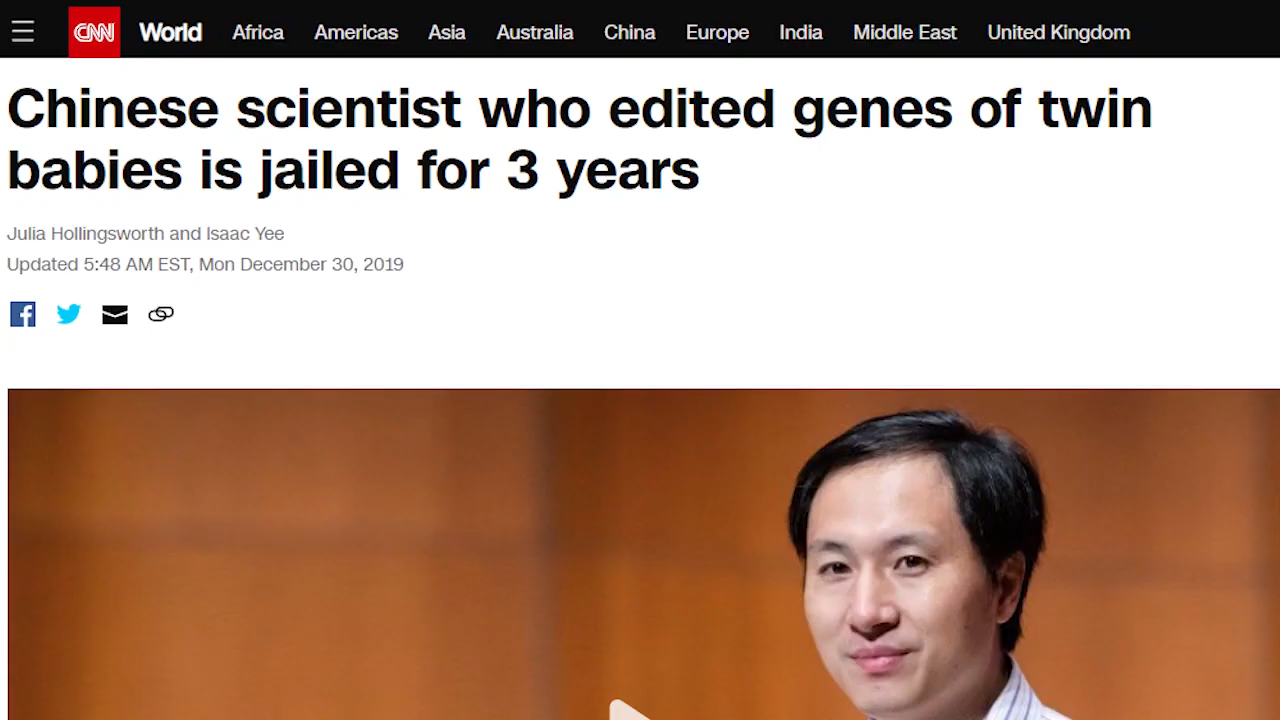 CNN World Africa Americas Asia Australia China Europe India Middle East United Kingdom
Chinese scientist who edited genes of twin
babies is jailed for 3 years
Julia Hollingsworth and Isaac Yee
Updated 5:48 AM EST, Mon December 30, 2019